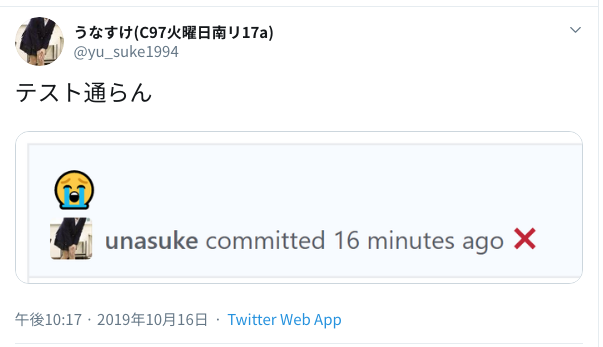 うなすけ(C97火曜日南リ17a)
@yu_suke1994
テスト通らん
😭
unasuke committed 16 minutes ago ❌
午後10:17 · 2019年10月16日 · Twitter Web App